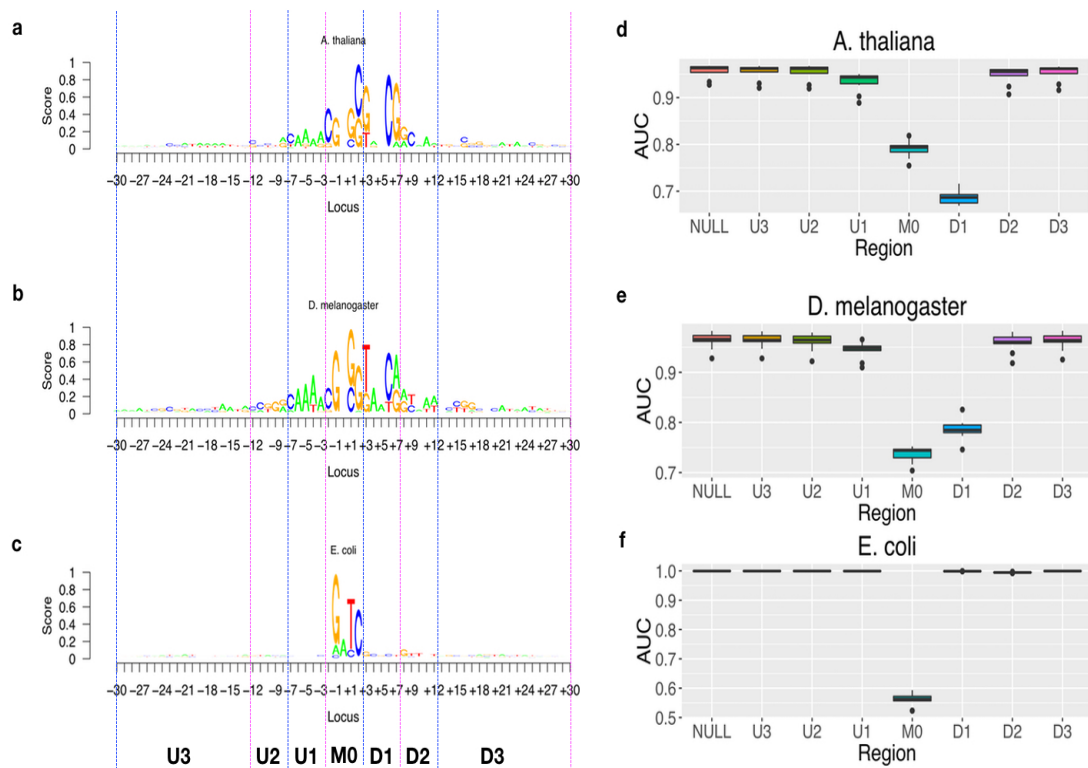 a
A. thaliana
1
0.8
0.6
0.4
0.2
0
Score
−30 −27 −24 −21 −18 −15 −12 −9 −7 −5 −3 −1 +1 +3 +5 +7 +9 +12 +15 +18 +21 +24 +27 +30
Locus
b
D. melanogaster
1
0.8
0.6
0.4
0.2
0
Score
−30 −27 −24 −21 −18 −15 −12 −9 −7 −5 −3 −1 +1 +3 +5 +7 +9 +12 +15 +18 +21 +24 +27 +30
Locus
c
E. coli
1
0.8
0.6
0.4
0.2
0
Score
−30 −27 −24 −21 −18 −15 −12 −9 −7 −5 −3 −1 +1 +3 +5 +7 +9 +12 +15 +18 +21 +24 +27 +30
Locus
U3 U2 U1 M0 D1 D2 D3
d
A. thaliana
0.9
0.8
0.7
AUC
NULL U3 U2 U1 M0 D1 D2 D3
Region
e
D. melanogaster
0.9
0.8
0.7
AUC
NULL U3 U2 U1 M0 D1 D2 D3
Region
f
E. coli
1.0
0.9
0.8
0.7
0.6
0.5
AUC
NULL U3 U2 U1 M0 D1 D2 D3
Region